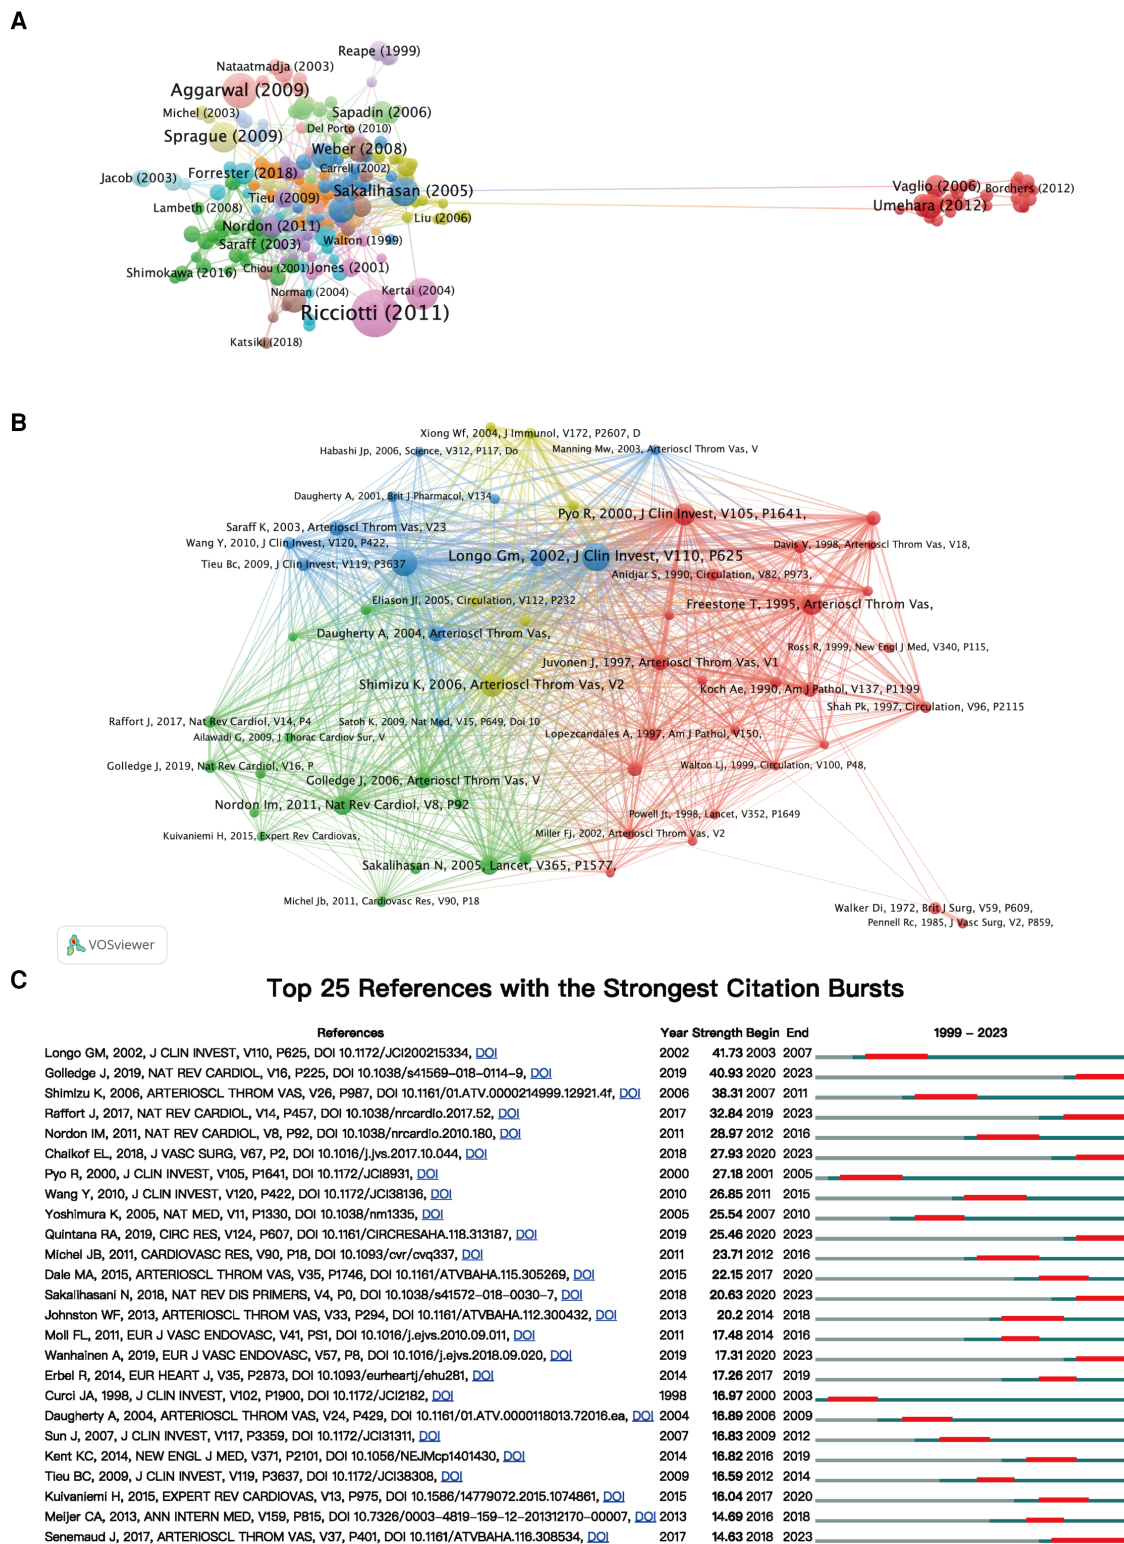 A
Reape (1999)
Nataatmadja (2003)
Aggarwal (2009)
Michel (2003)
Sapadin (2006)
Del Porto (2010)
Sprague (2009)
Weber (2008)
Carrell (2002)
Jacob (2003)
Forrester (2018)
Sakalihasan (2005)
Vaglio (2006)
Borchers (2012)
Tieu (2009)
Umehara (2012)
Lambeth (2008)
Liu (2006)
Nordon (2011)
Saraff (2003)
Walton (1999)
Shimokawa (2016)
Chiou (2001)
Jones (2001)
Norman (2004)
Kertai (2004)
Ricciotti (2011)
Katsiki (2018)
B
Xiong Wf, 2004, J Immunol, V172, P2607, D
Habashi Jp, 2006, Science, V312, P117, Do
Manning Mw, 2003, Arterioscl Throm Vas, V
Daugherty A, 2001, Brit J Pharmacol, V134
Pyo R, 2000, J Clin Invest, V105, P1641,
Saraff K, 2003, Arterioscl Throm Vas, V23
Wang Y, 2010, J Clin Invest, V120, P422,
Davis V, 1998, Arterioscl Throm Vas, V18,
Longo Gm, 2002, J Clin Invest, V110, P625
Tieu Bc, 2009, J Clin Invest, V119, P3637
Anidjar S, 1990, Circulation, V82, P973,
Eliason Jl, 2005, Circulation, V112, P232
Freestone T, 1995, Arterioscl Throm Vas,
Daugherty A, 2004, Arterioscl Throm Vas,
Ross R, 1999, New Engl J Med, V340, P115,
Juvonen J, 1997, Arterioscl Throm Vas, V1
Shimizu K, 2006, Arterioscl Throm Vas, V2
Koch Ae, 1990, Am J Pathol, V137, P1199
Shah Pk, 1997, Circulation, V96, P2115
Raffort J, 2017, Nat Rev Cardiol, V14, P4
Satoh K, 2009, Nat Med, V15, P649, Doi 10
Ailawadi G, 2009, J Thorac Cardiov Sur, V
Lopezcandales A, 1997, Am J Pathol, V150,
Golledge J, 2019, Nat Rev Cardiol, V16, P
Walton Lj, 1999, Circulation, V100, P48,
Golledge J, 2006, Arterioscl Throm Vas, V
Nordon Im, 2011, Nat Rev Cardiol, V8, P92
Powell Jt, 1998, Lancet, V352, P1649
Kuivaniemi H, 2015, Expert Rev Cardiovas,
Miller Fj, 2002, Arterioscl Throm Vas, V2
Sakalihasan N, 2005, Lancet, V365, P1577,
Michel Jb, 2011, Cardiovasc Res, V90, P18
Walker Di, 1972, Brit J Surg, V59, P609,
Pennell Rc, 1985, J Vasc Surg, V2, P859,
VOSviewer
C
Top 25 References with the Strongest Citation Bursts
References Year Strength Begin End 1999 – 2023
Longo GM, 2002, J CLIN INVEST, V110, P625, DOI 10.1172/JCI200215334, DOI 2002 41.73 2003 2007
Golledge J, 2019, NAT REV CARDIOL, V16, P225, DOI 10.1038/s41569-018-0114-9, DOI 2019 40.93 2020 2023
Shimizu K, 2006, ARTERIOSCL THROM VAS, V26, P987, DOI 10.1161/01.ATV.0000214999.12921.4f, DOI 2006 38.31 2007 2011
Raffort J, 2017, NAT REV CARDIOL, V14, P457, DOI 10.1038/nrcardio.2017.52, DOI 2017 32.84 2019 2023
Nordon IM, 2011, NAT REV CARDIOL, V8, P92, DOI 10.1038/nrcardio.2010.180, DOI 2011 28.97 2012 2016
Chaikof EL, 2018, J VASC SURG, V67, P2, DOI 10.1016/j.jvs.2017.10.044, DOI 2018 27.93 2020 2023
Pyo R, 2000, J CLIN INVEST, V105, P1641, DOI 10.1172/JCI8931, DOI 2000 27.18 2001 2005
Wang Y, 2010, J CLIN INVEST, V120, P422, DOI 10.1172/JCI38136, DOI 2010 26.85 2011 2015
Yoshimura K, 2005, NAT MED, V11, P1330, DOI 10.1038/nm1335, DOI 2005 25.54 2007 2010
Quintana RA, 2019, CIRC RES, V124, P607, DOI 10.1161/CIRCRESAHA.118.313187, DOI 2019 25.46 2020 2023
Michel JB, 2011, CARDIOVASC RES, V90, P18, DOI 10.1093/cvr/cvq337, DOI 2011 23.71 2012 2016
Dale MA, 2015, ARTERIOSCL THROM VAS, V35, P1746, DOI 10.1161/ATVBAHA.115.305269, DOI 2015 22.15 2017 2020
Sakalihasani N, 2018, NAT REV DIS PRIMERS, V4, P0, DOI 10.1038/s41572-018-0030-7, DOI 2018 20.63 2020 2023
Johnston WF, 2013, ARTERIOSCL THROM VAS, V33, P294, DOI 10.1161/ATVBAHA.112.300432, DOI 2013 20.2 2014 2018
Moll FL, 2011, EUR J VASC ENDOVASC, V41, PS1, DOI 10.1016/j.ejvs.2010.09.011, DOI 2011 17.48 2014 2016
Wanhainen A, 2019, EUR J VASC ENDOVASC, V57, P8, DOI 10.1016/j.ejvs.2018.09.020, DOI 2019 17.31 2020 2023
Erbel R, 2014, EUR HEART J, V35, P2873, DOI 10.1093/eurheartj/ehu281, DOI 2014 17.26 2017 2019
Curci JA, 1998, J CLIN INVEST, V102, P1900, DOI 10.1172/JCI2182, DOI 1998 16.97 2000 2003
Daugherty A, 2004, ARTERIOSCL THROM VAS, V24, P429, DOI 10.1161/01.ATV.0000118013.72016.ea, DOI 2004 16.89 2006 2009
Sun J, 2007, J CLIN INVEST, V117, P3359, DOI 10.1172/JCI31311, DOI 2007 16.83 2009 2012
Kent KC, 2014, NEW ENGL J MED, V371, P2101, DOI 10.1056/NEJMcp1401430, DOI 2014 16.82 2016 2019
Tieu BC, 2009, J CLIN INVEST, V119, P3637, DOI 10.1172/JCI38308, DOI 2009 16.59 2012 2014
Kuivaniemi H, 2015, EXPERT REV CARDIOVAS, V13, P975, DOI 10.1586/14779072.2015.1074861, DOI 2015 16.04 2017 2020
Meijer CA, 2013, ANN INTERN MED, V159, P815, DOI 10.7326/0003-4819-159-12-201312170-00007, DOI 2013 14.69 2016 2018
Senemaud J, 2017, ARTERIOSCL THROM VAS, V37, P401, DOI 10.1161/ATVBAHA.116.308534, DOI 2017 14.63 2018 2023